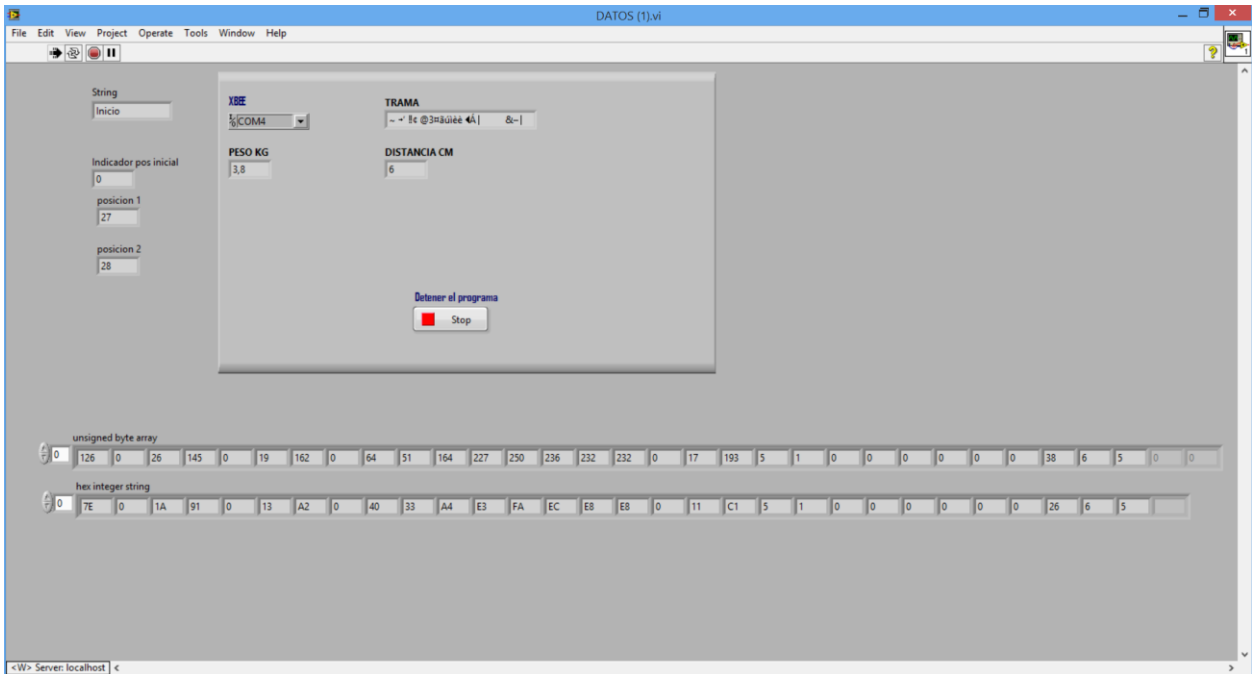 DATOS (1).vi
File Edit View Project Operate Tools Window Help
String
Inicio
Indicador pos inicial
0
posicion 1
27
posicion 2
28
XBEE
COM4
TRAMA
PESO KG
3,8
DISTANCIA CM
6
Detener el programa
Stop
unsigned byte array
0 126 0 26 145 0 19 162 0 64 51 164 227 250 236 232 232 0 17 193 5 1 0 0 0 0 0 0 38 6 5 0 0
hex integer string
0 7E 0 1A 91 0 13 A2 0 40 33 A4 E3 FA EC E8 E8 0 11 C1 5 1 0 0 0 0 0 0 26 6 5
<W> Server: localhost